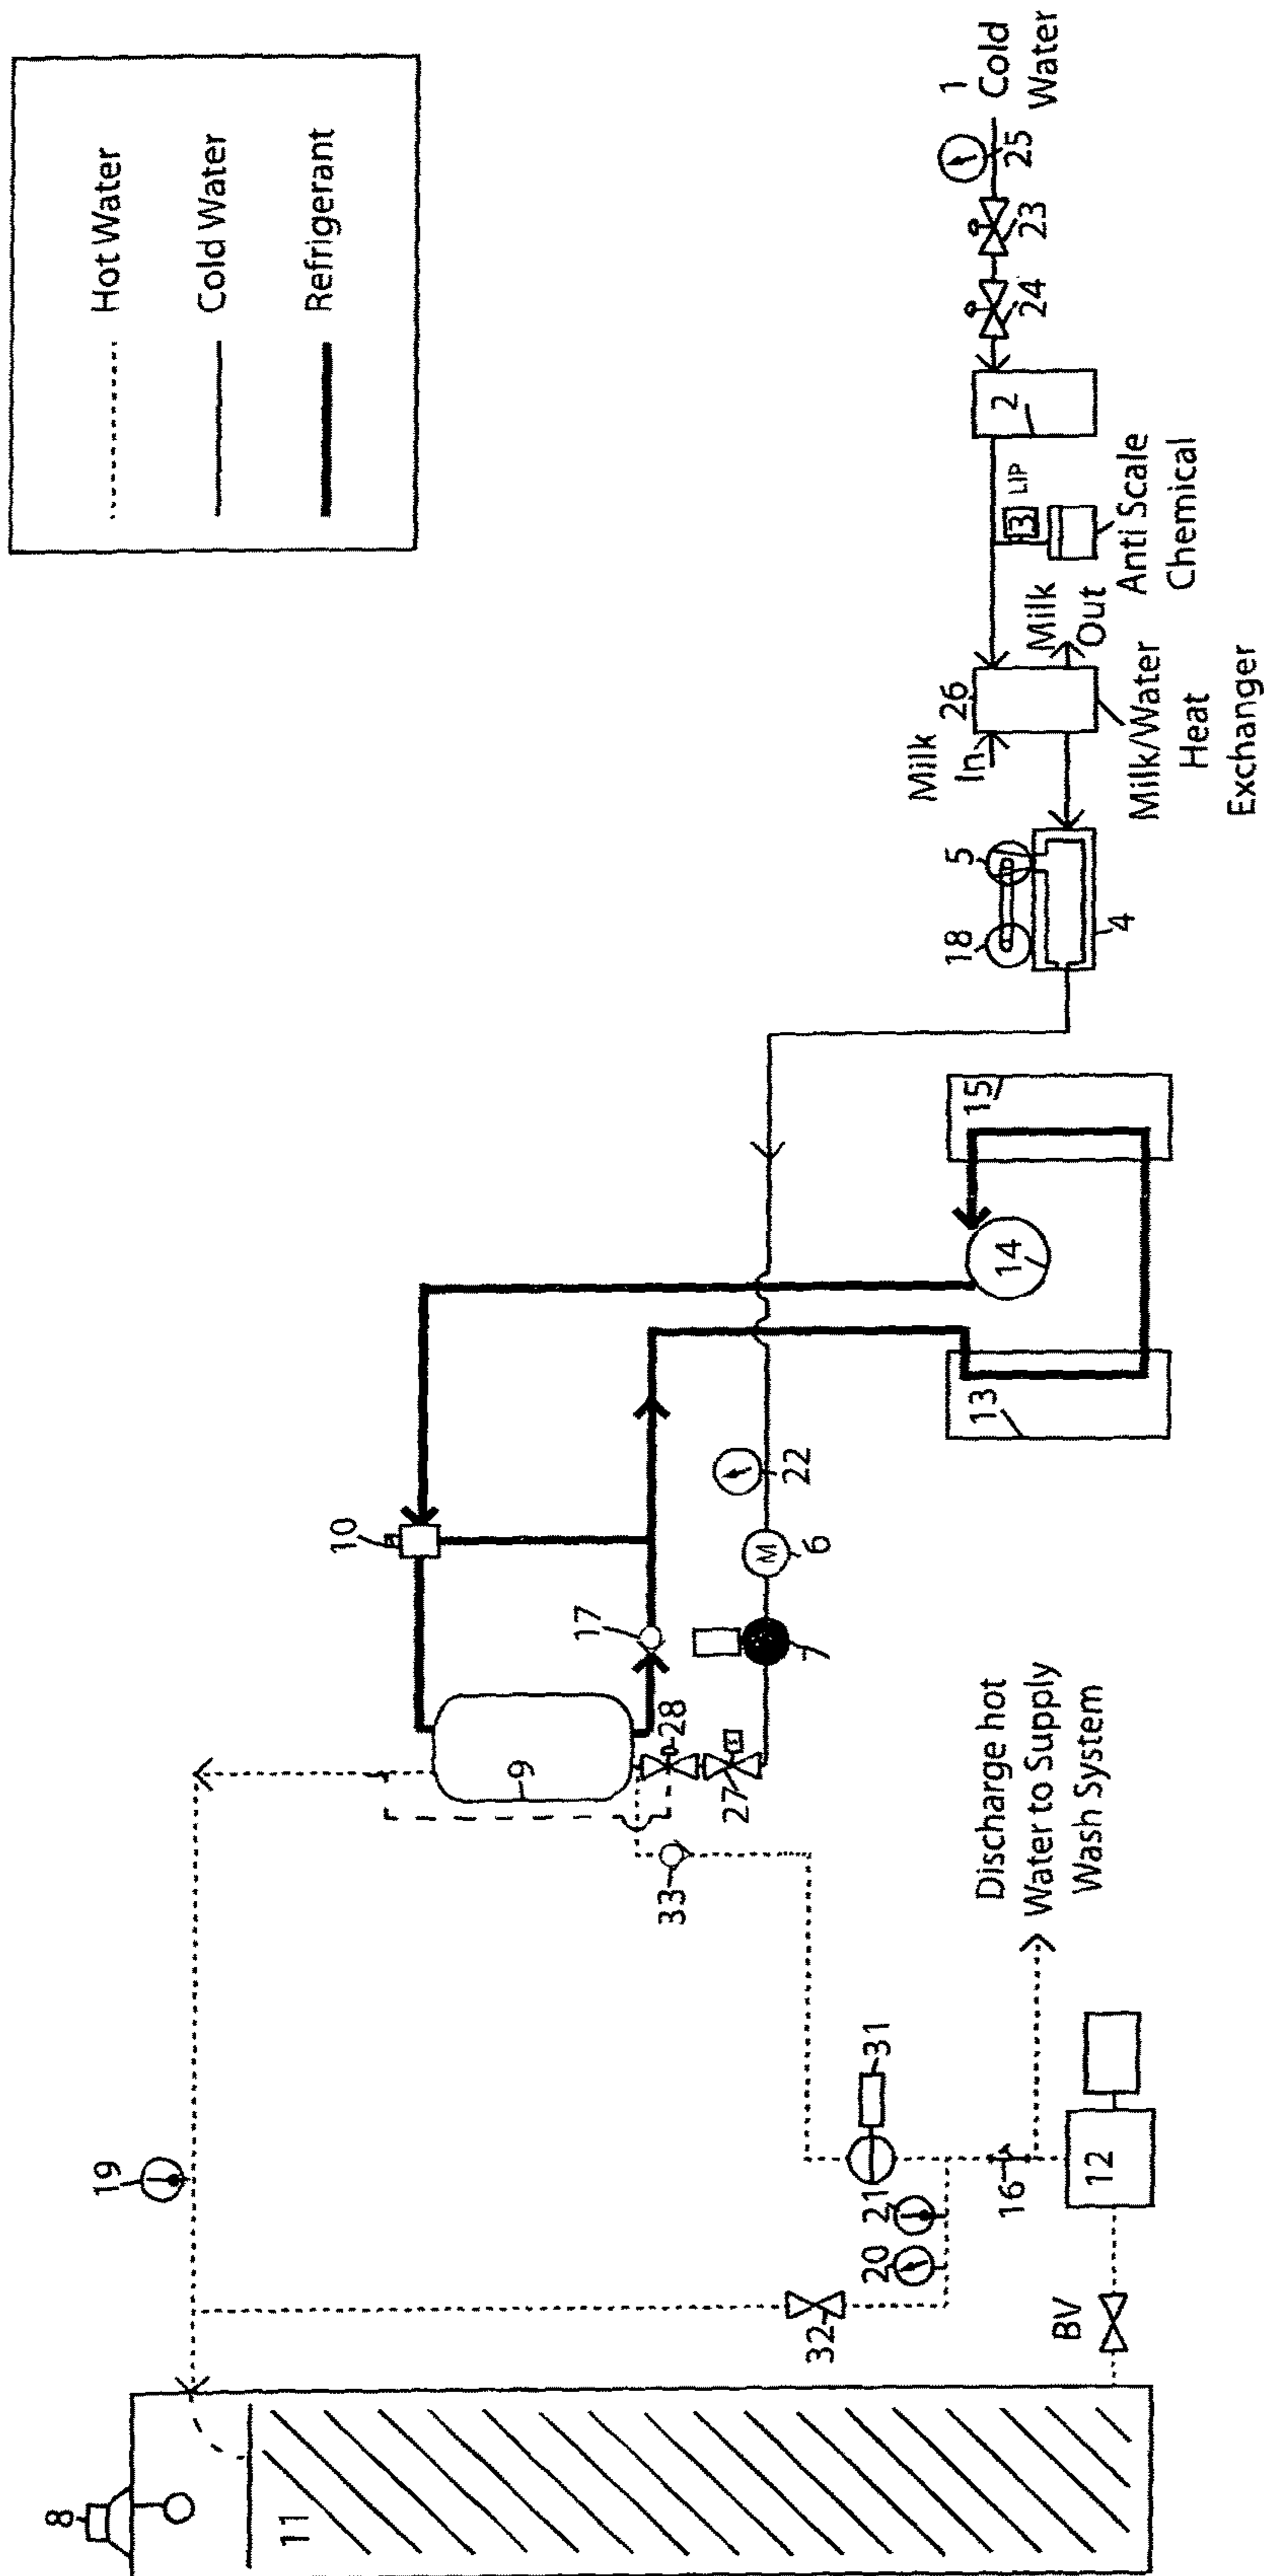 Hot Water
Cold Water
Refrigerant
8
11
19
32
20
21
31
BV
16
12
Discharge hot
Water to Supply
Wash System
33
9
28
27
17
10
7
M
6
22
13
14
15
18
5
4
Milk
In
26
Milk
Out
Milk/Water
Heat
Exchanger
3
LIP
Anti Scale
Chemical
2
24
23
25
1
Cold
Water